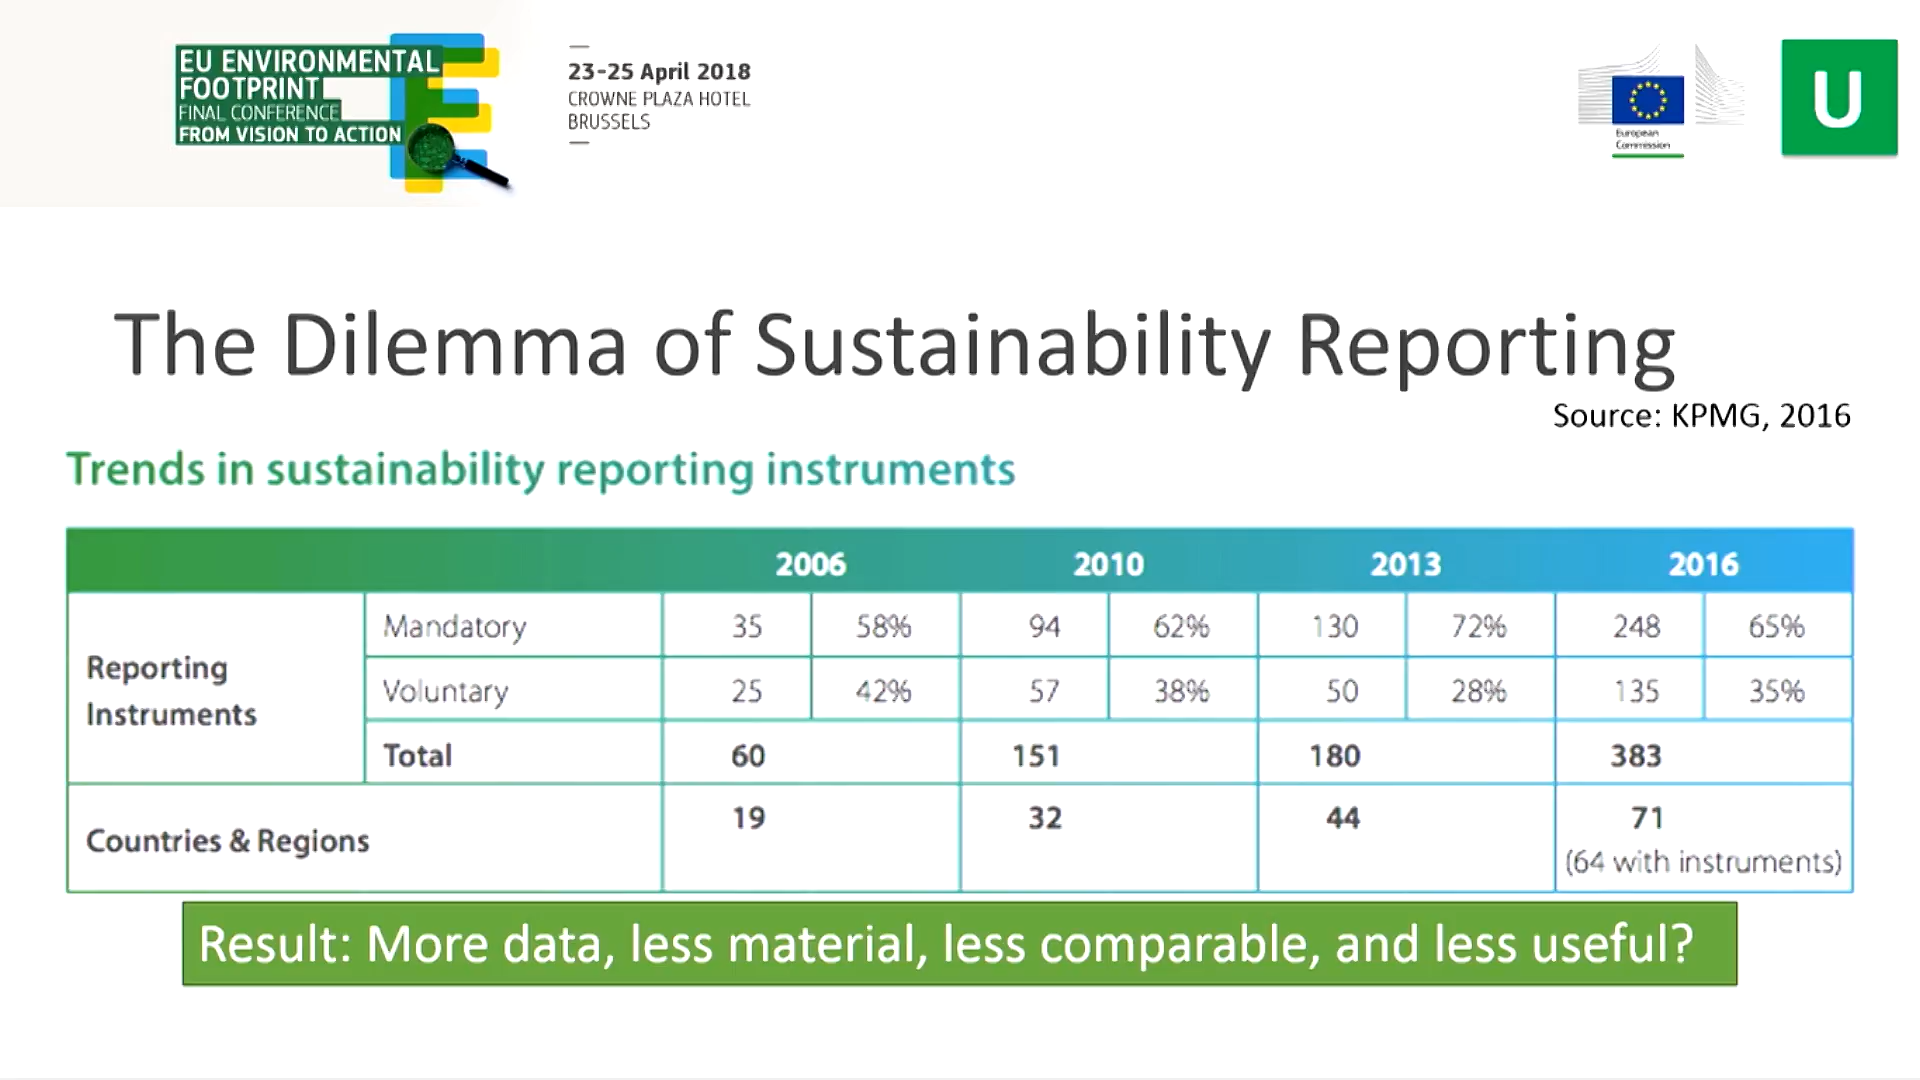 EU ENVIRONMENTAL
FOOTPRINT
FINAL CONFERENCE
FROM VISION TO ACTION
23-25 April 2018
CROWNE PLAZA HOTEL
BRUSSELS
European
Commission
U
The Dilemma of Sustainability Reporting
Source: KPMG, 2016
Trends in sustainability reporting instruments
2006 2010 2013 2016
Reporting
Instruments
Mandatory 35 58% 94 62% 130 72% 248 65%
Voluntary 25 42% 57 38% 50 28% 135 35%
Total 60 151 180 383
Countries & Regions 19 32 44 71
(64 with instruments)
Result: More data, less material, less comparable, and less useful?